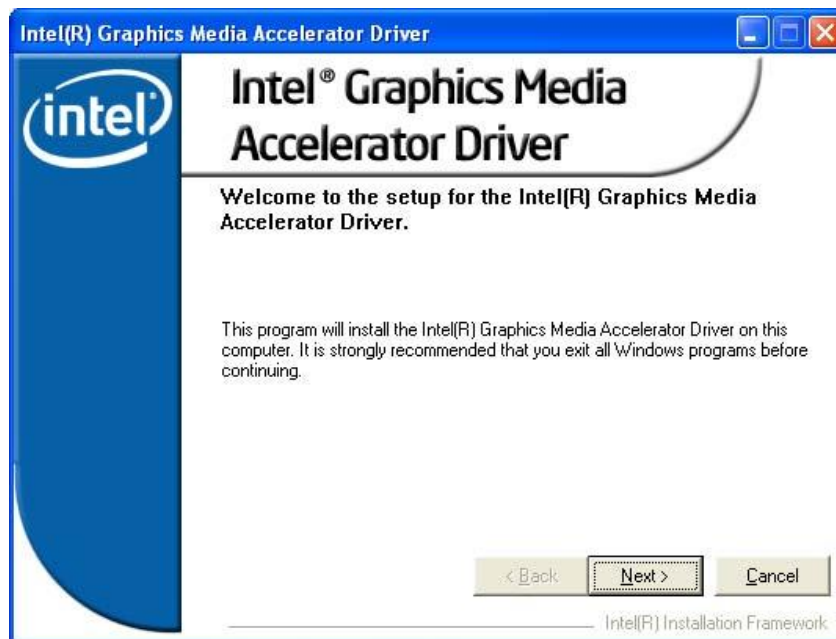 Intel(R) Graphics Media Accelerator Driver
intel
Intel® Graphics Media
Accelerator Driver
Welcome to the setup for the Intel(R) Graphics Media
Accelerator Driver.
This program will install the Intel(R) Graphics Media Accelerator Driver on this
computer. It is strongly recommended that you exit all Windows programs before
continuing.
< Back
Next >
Cancel
Intel(R) Installation Framework